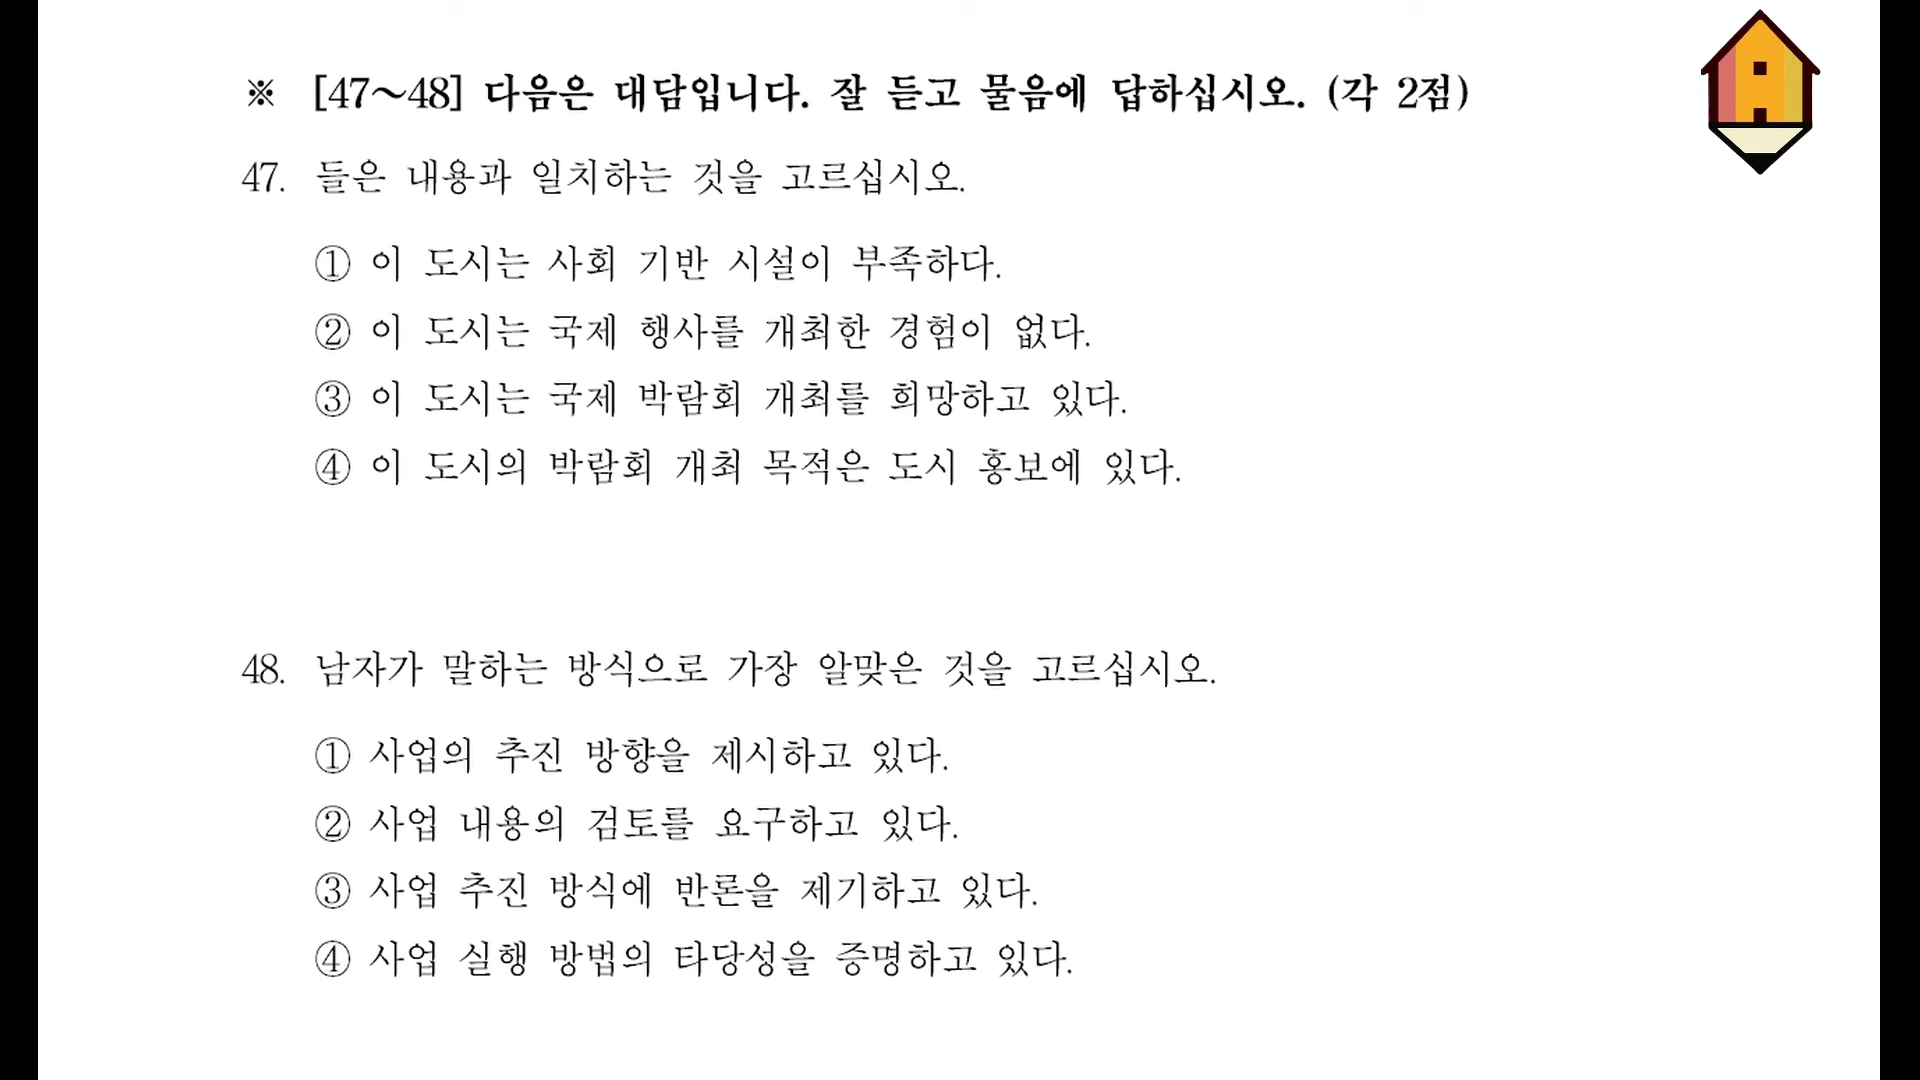 ※ [47～48] 다음은 대담입니다. 잘 듣고 물음에 답하십시오. (각 2점)
47. 들은 내용과 일치하는 것을 고르십시오.
① 이 도시는 사회 기반 시설이 부족하다.
② 이 도시는 국제 행사를 개최한 경험이 없다.
③ 이 도시는 국제 박람회 개최를 희망하고 있다.
④ 이 도시의 박람회 개최 목적은 도시 홍보에 있다.
48. 남자가 말하는 방식으로 가장 알맞은 것을 고르십시오.
① 사업의 추진 방향을 제시하고 있다.
② 사업 내용의 검토를 요구하고 있다.
③ 사업 추진 방식에 반론을 제기하고 있다.
④ 사업 실행 방법의 타당성을 증명하고 있다.